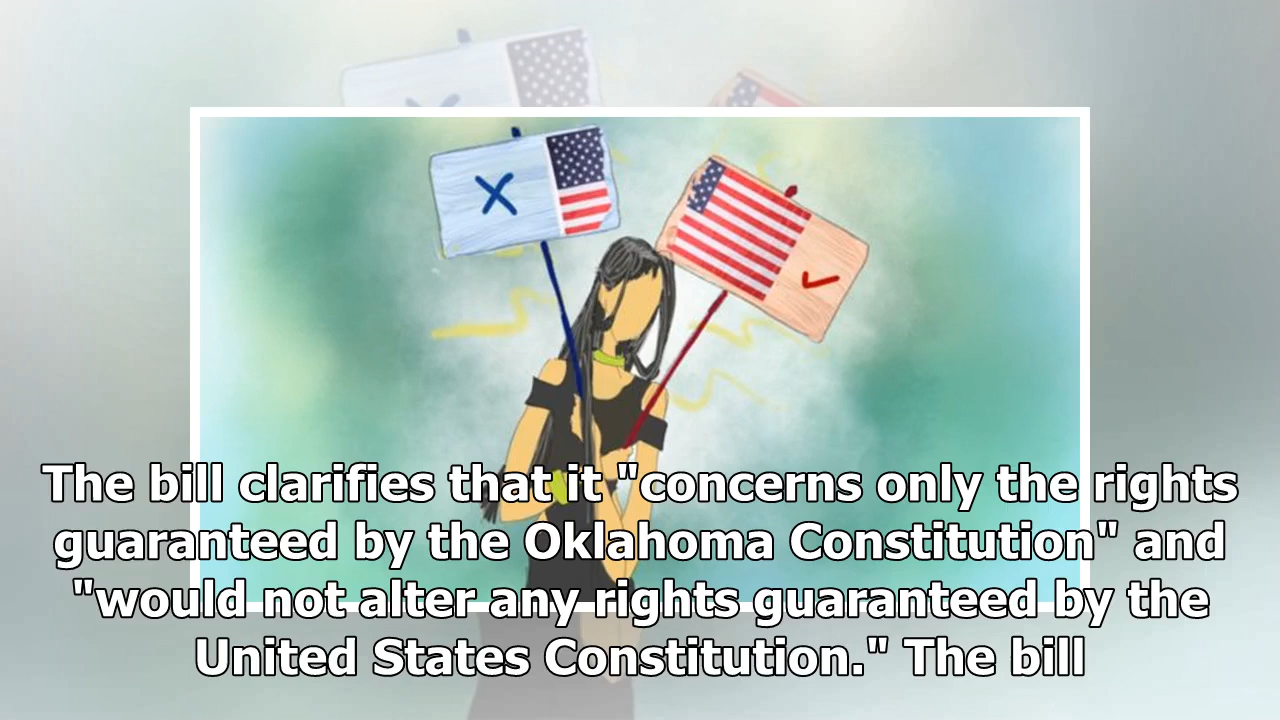 The bill clarifies that it "concerns only the rights
guaranteed by the Oklahoma Constitution" and
"would not alter any rights guaranteed by the
United States Constitution." The bill